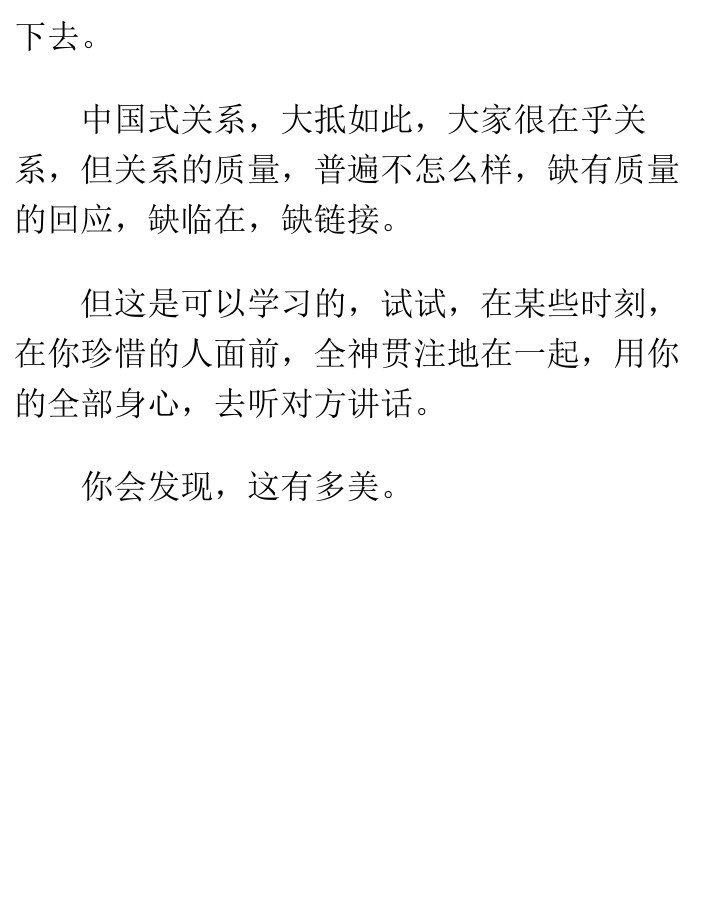 下去。
中国式关系，大抵如此，大家很在乎关
系，但关系的质量，普遍不怎么样，缺有质量
的回应，缺临在，缺链接。
但这是可以学习的，试试，在某些时刻，
在你珍惜的人面前，全神贯注地在一起，用你
的全部身心，去听对方讲话。
你会发现，这有多美。